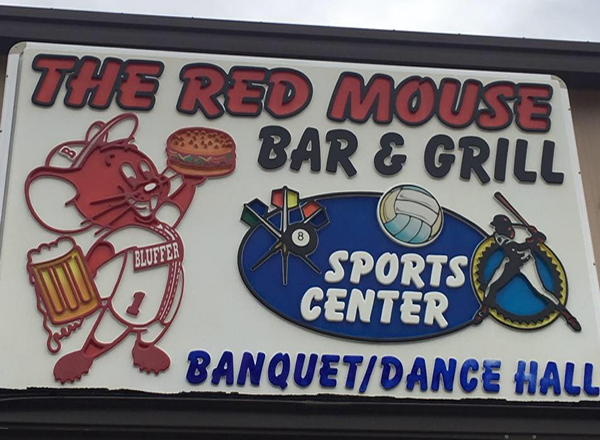 THE RED MOUSE
BAR & GRILL
B
BLUFFER
1
8
SPORTS
CENTER
BANQUET/DANCE HALL